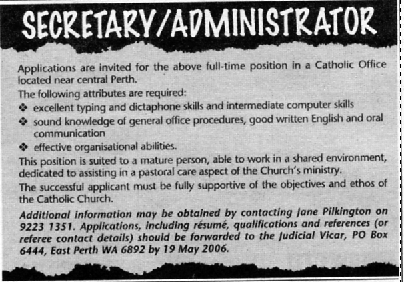 SECRETARY/ADMINISTRATOR
Applications are invited for the above full-time position in a Catholic Office
located near central Perth.
The following attributes are required:
❖ excellent typing and dictaphone skills and intermediate computer skills
❖ sound knowledge of general office procedures, good written English and oral
communication
❖ effective organisational abilities.
This position is suited to a mature person, able to work in a shared environment,
dedicated to assisting in a pastoral care aspect of the Church's ministry.
The successful applicant must be fully supportive of the objectives and ethos of
the Catholic Church.
Additional information may be obtained by contacting Jane Pilkington on
9223 1351. Applications, including résumé, qualifications and references (or
referee contact details) should be forwarded to the Judicial Vicar, PO Box
6444, East Perth WA 6892 by 19 May 2006.